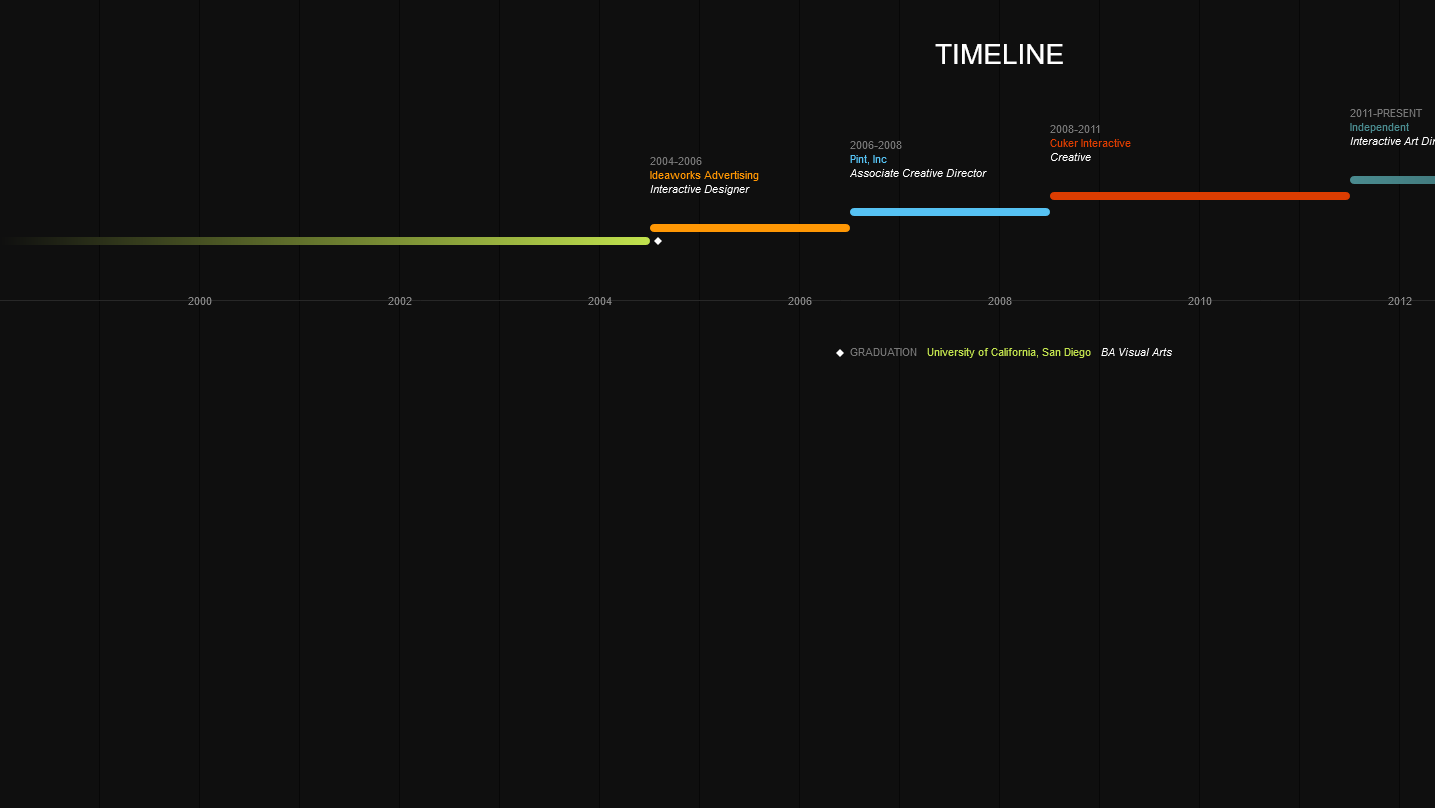 TIMELINE
2011-PRESENT
Independent
Interactive Art
2008-2011
Cuker Interactive
Creative
2006-2008
Pint, Inc
Associate Creative Director
2004-2006
Ideaworks Advertising
Interactive Designer
2000 2002 2004 2006 2008 2010 2012
GRADUATION University of California, San Diego BA Visual Arts